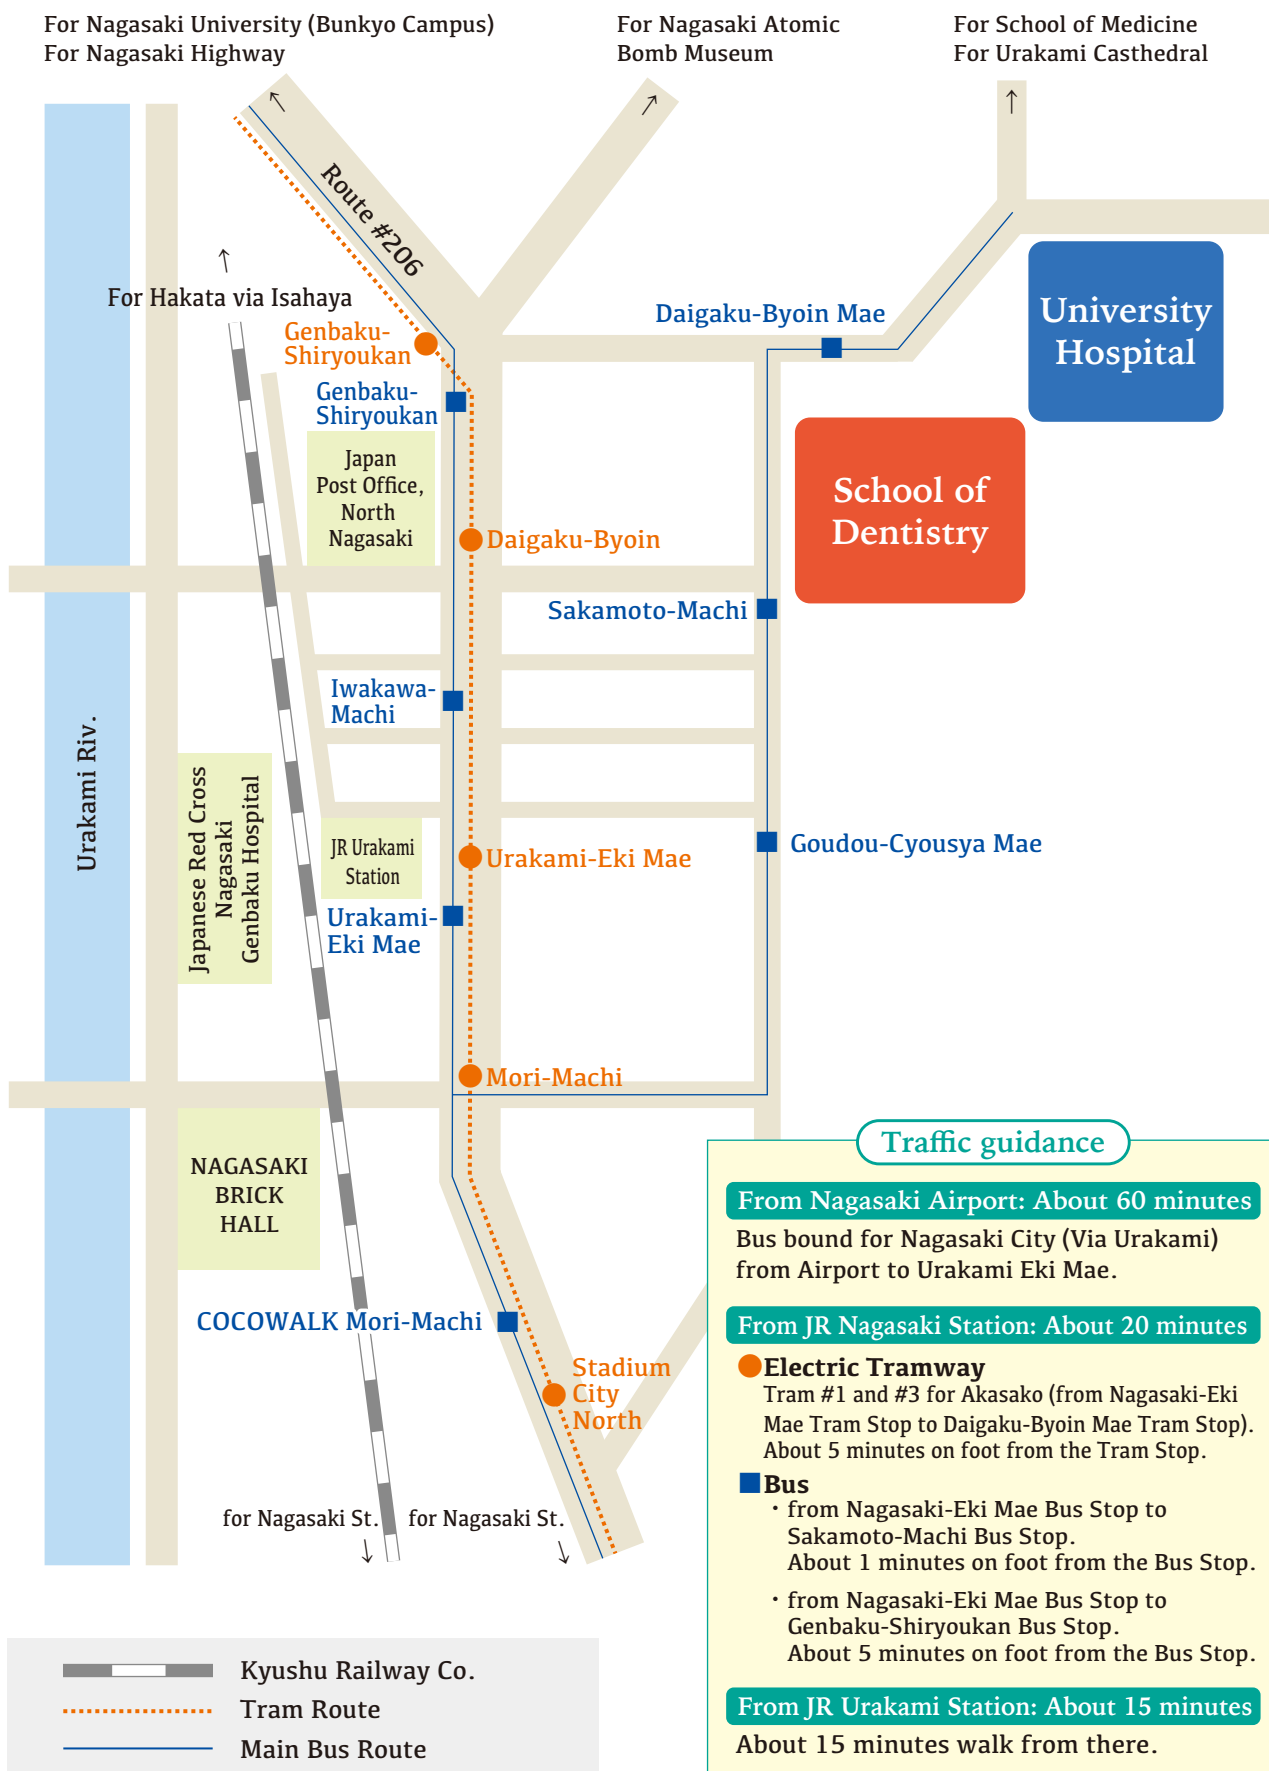 For Nagasaki University (Bunkyo Campus)
For Nagasaki Highway
For Nagasaki Atomic
Bomb Museum
For School of Medicine
For Urakami Casthedral
Route #206
For Hakata via Isahaya
Genbaku-
Shiryoukan
Genbaku-
Shiryoukan
Daigaku-Byoin Mae
University
Hospital
Japan
Post Office,
North
Nagasaki
School of
Dentistry
Daigaku-Byoin
Sakamoto-Machi
Iwakawa-
Machi
Urakami Riv.
Japanese Red Cross
Nagasaki
Genbaku Hospital
JR Urakami
Station
Urakami-Eki Mae
Goudou-Cyousya Mae
Urakami-
Eki Mae
Mori-Machi
NAGASAKI
BRICK
HALL
COCOWALK Mori-Machi
Stadium
City
North
for Nagasaki St.
for Nagasaki St.
Kyushu Railway Co.
Tram Route
Main Bus Route
Traffic guidance
From Nagasaki Airport: About 60 minutes
Bus bound for Nagasaki City (Via Urakami)
from Airport to Urakami Eki Mae.
From JR Nagasaki Station: About 20 minutes
Electric Tramway
Tram #1 and #3 for Akasako (from Nagasaki-Eki
Mae Tram Stop to Daigaku-Byoin Mae Tram Stop).
About 5 minutes on foot from the Tram Stop.
Bus
・from Nagasaki-Eki Mae Bus Stop to
Sakamoto-Machi Bus Stop.
About 1 minutes on foot from the Bus Stop.
・from Nagasaki-Eki Mae Bus Stop to
Genbaku-Shiryoukan Bus Stop.
About 5 minutes on foot from the Bus Stop.
From JR Urakami Station: About 15 minutes
About 15 minutes walk from there.